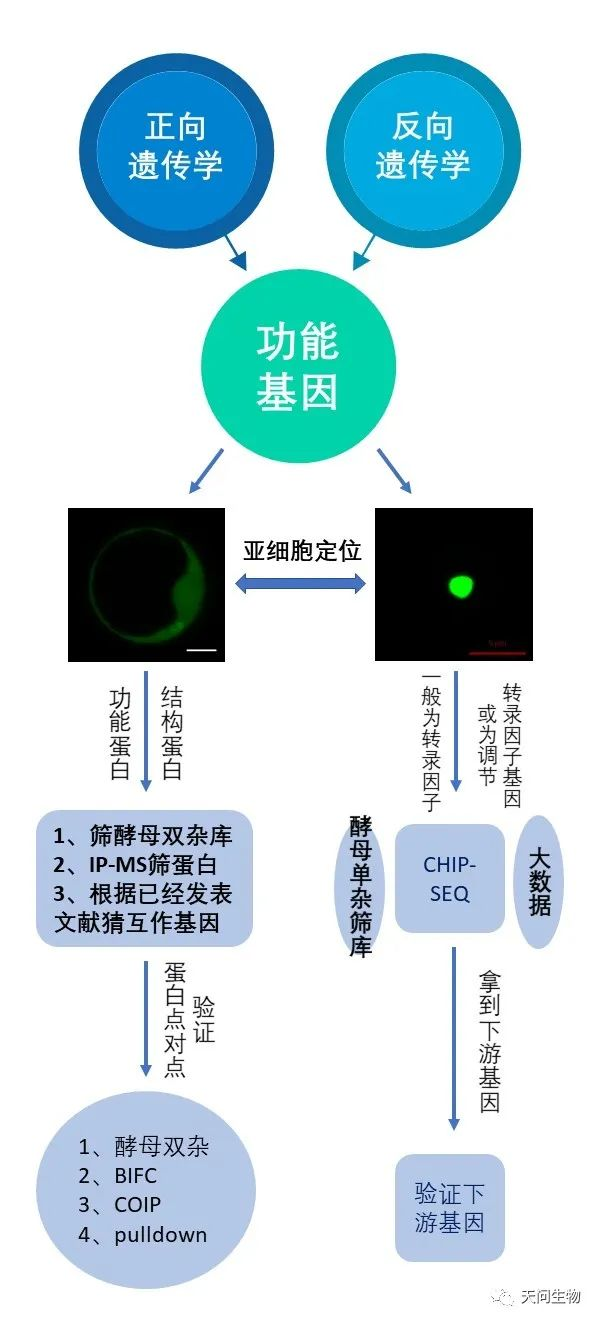 正向
遗传学
反向
遗传学
功能
基因
亚细胞定位
功能蛋白
结构蛋白
一般为转录因子
转录因子基因
或为调节
1、筛酵母双杂库
2、IP-MS筛蛋白
3、根据已经发表
文献猜互作基因
酵母单杂筛库
CHIP-
SEQ
大数据
蛋白点对点
验证
拿到下游基因
1、酵母双杂
2、BIFC
3、COIP
4、pulldown
验证下
游基因
天问生物